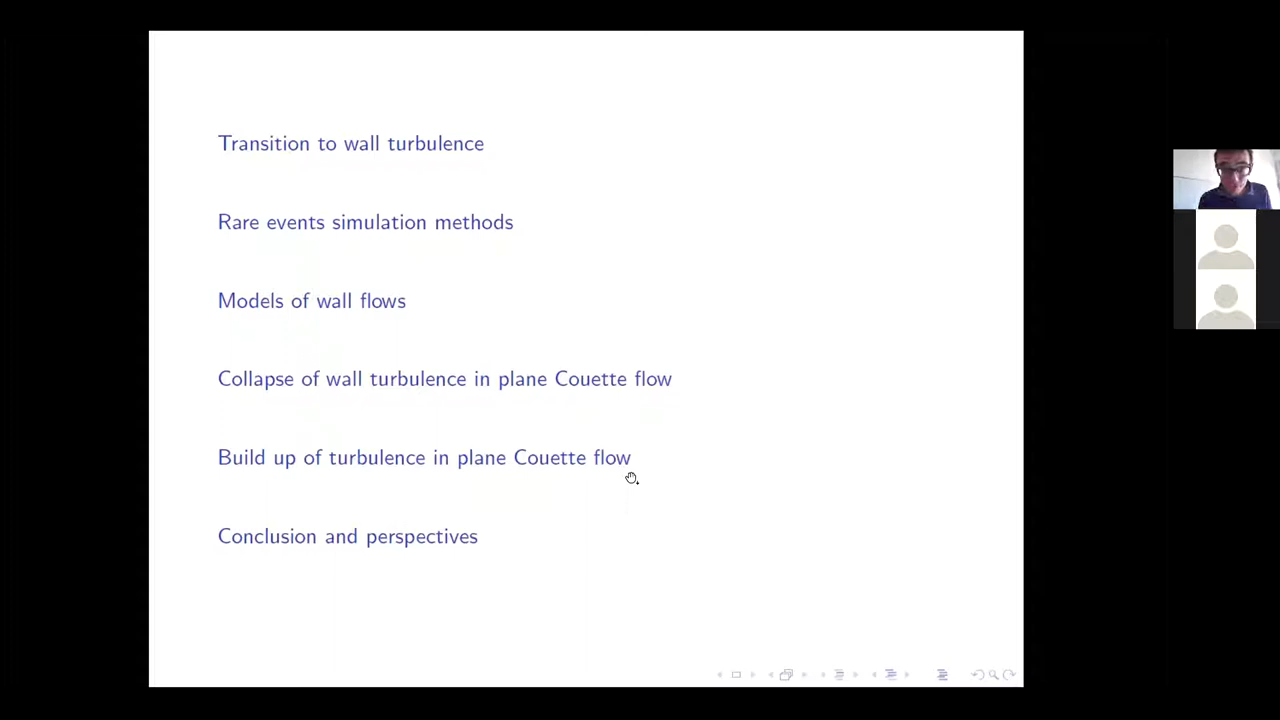 Transition to wall turbulence
Rare events simulation methods
Models of wall flows
Collapse of wall turbulence in plane Couette flow
Build up of turbulence in plane Couette flow
Conclusion and perspectives